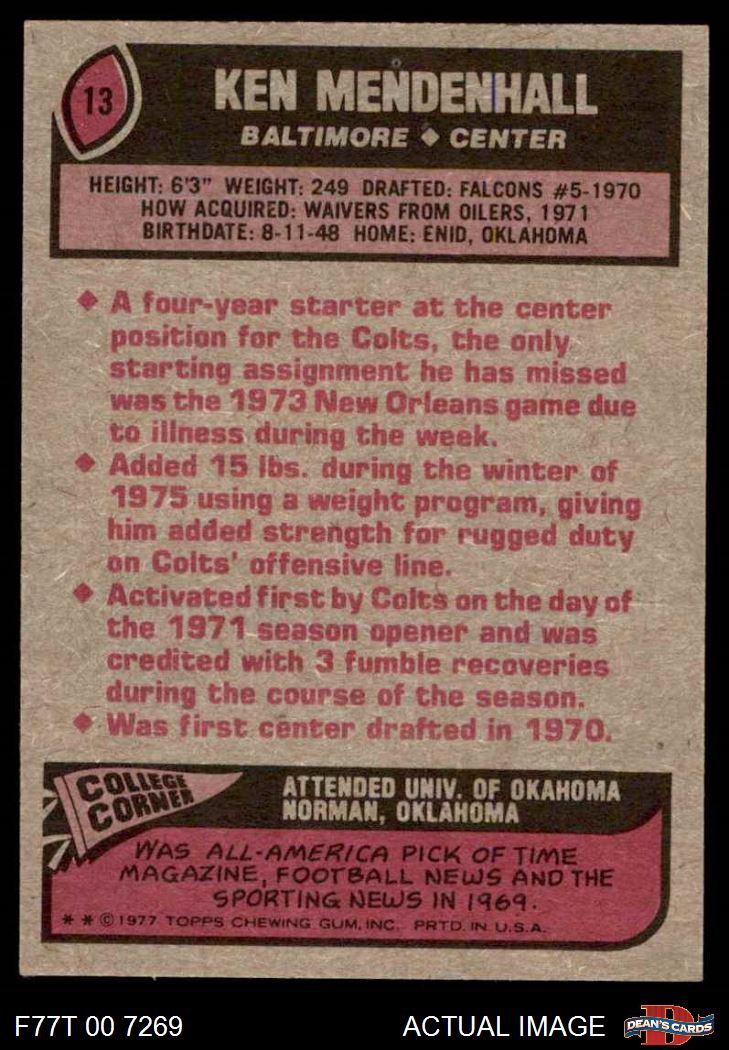 13
KEN MENDENHALL
BALTIMORE ◆ CENTER
HEIGHT: 6'3" WEIGHT: 249 DRAFTED: FALCONS #5-1970
HOW ACQUIRED: WAIVERS FROM OILERS, 1971
BIRTHDATE: 8-11-48 HOME: ENID, OKLAHOMA
◆ A four-year starter at the center
position for the Colts, the only
starting assignment he has missed
was the 1973 New Orleans game due
to illness during the week.
◆ Added 15 lbs. during the winter of
1975 using a weight program, giving
him added strength for rugged duty
on Colts' offensive line.
◆ Activated first by Colts on the day of
the 1971 season opener and was
credited with 3 fumble recoveries
during the course of the season.
◆ Was first center drafted in 1970.
COLLEGE
CORNER
ATTENDED UNIV. OF OKAHOMA
NORMAN, OKLAHOMA
WAS ALL-AMERICA PICK OF TIME
MAGAZINE, FOOTBALL NEWS AND THE
SPORTING NEWS IN 1969.
* * © 1977 TOPPS CHEWING GUM, INC. PRTD. IN U.S.A.
F77T 00 7269
ACTUAL IMAGE
D
DEAN'S CARDS